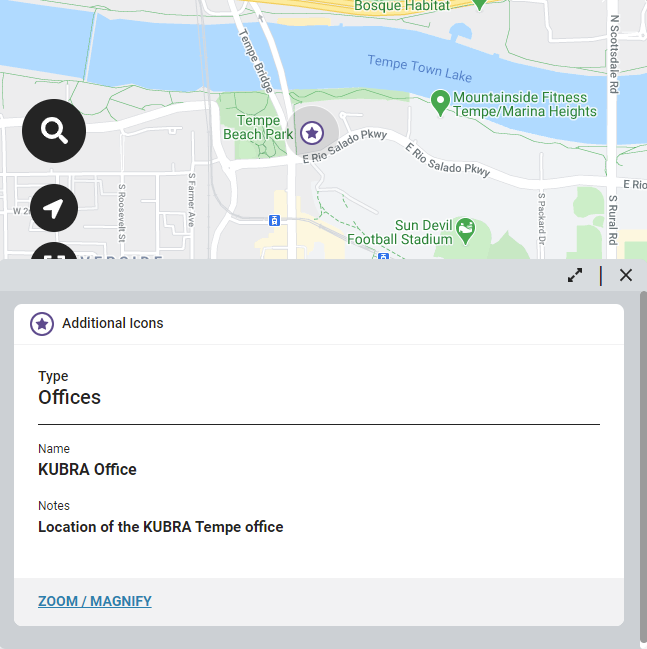 Bosque Habitat
Tempe Bridge
N Scottsdale Rd
Tempe Town Lake
Mountainside Fitness
Tempe/Marina Heights
Tempe
Beach Park
E Rio Salado Pkwy
E Rio Salado Pkwy
E Rio
S Roosevelt St
S Farmer Ave
S Packard Dr
S Rural Rd
Sun Devil
Football Stadium
Additional Icons
Type
Offices
Name
KUBRA Office
Notes
Location of the KUBRA Tempe office
ZOOM / MAGNIFY